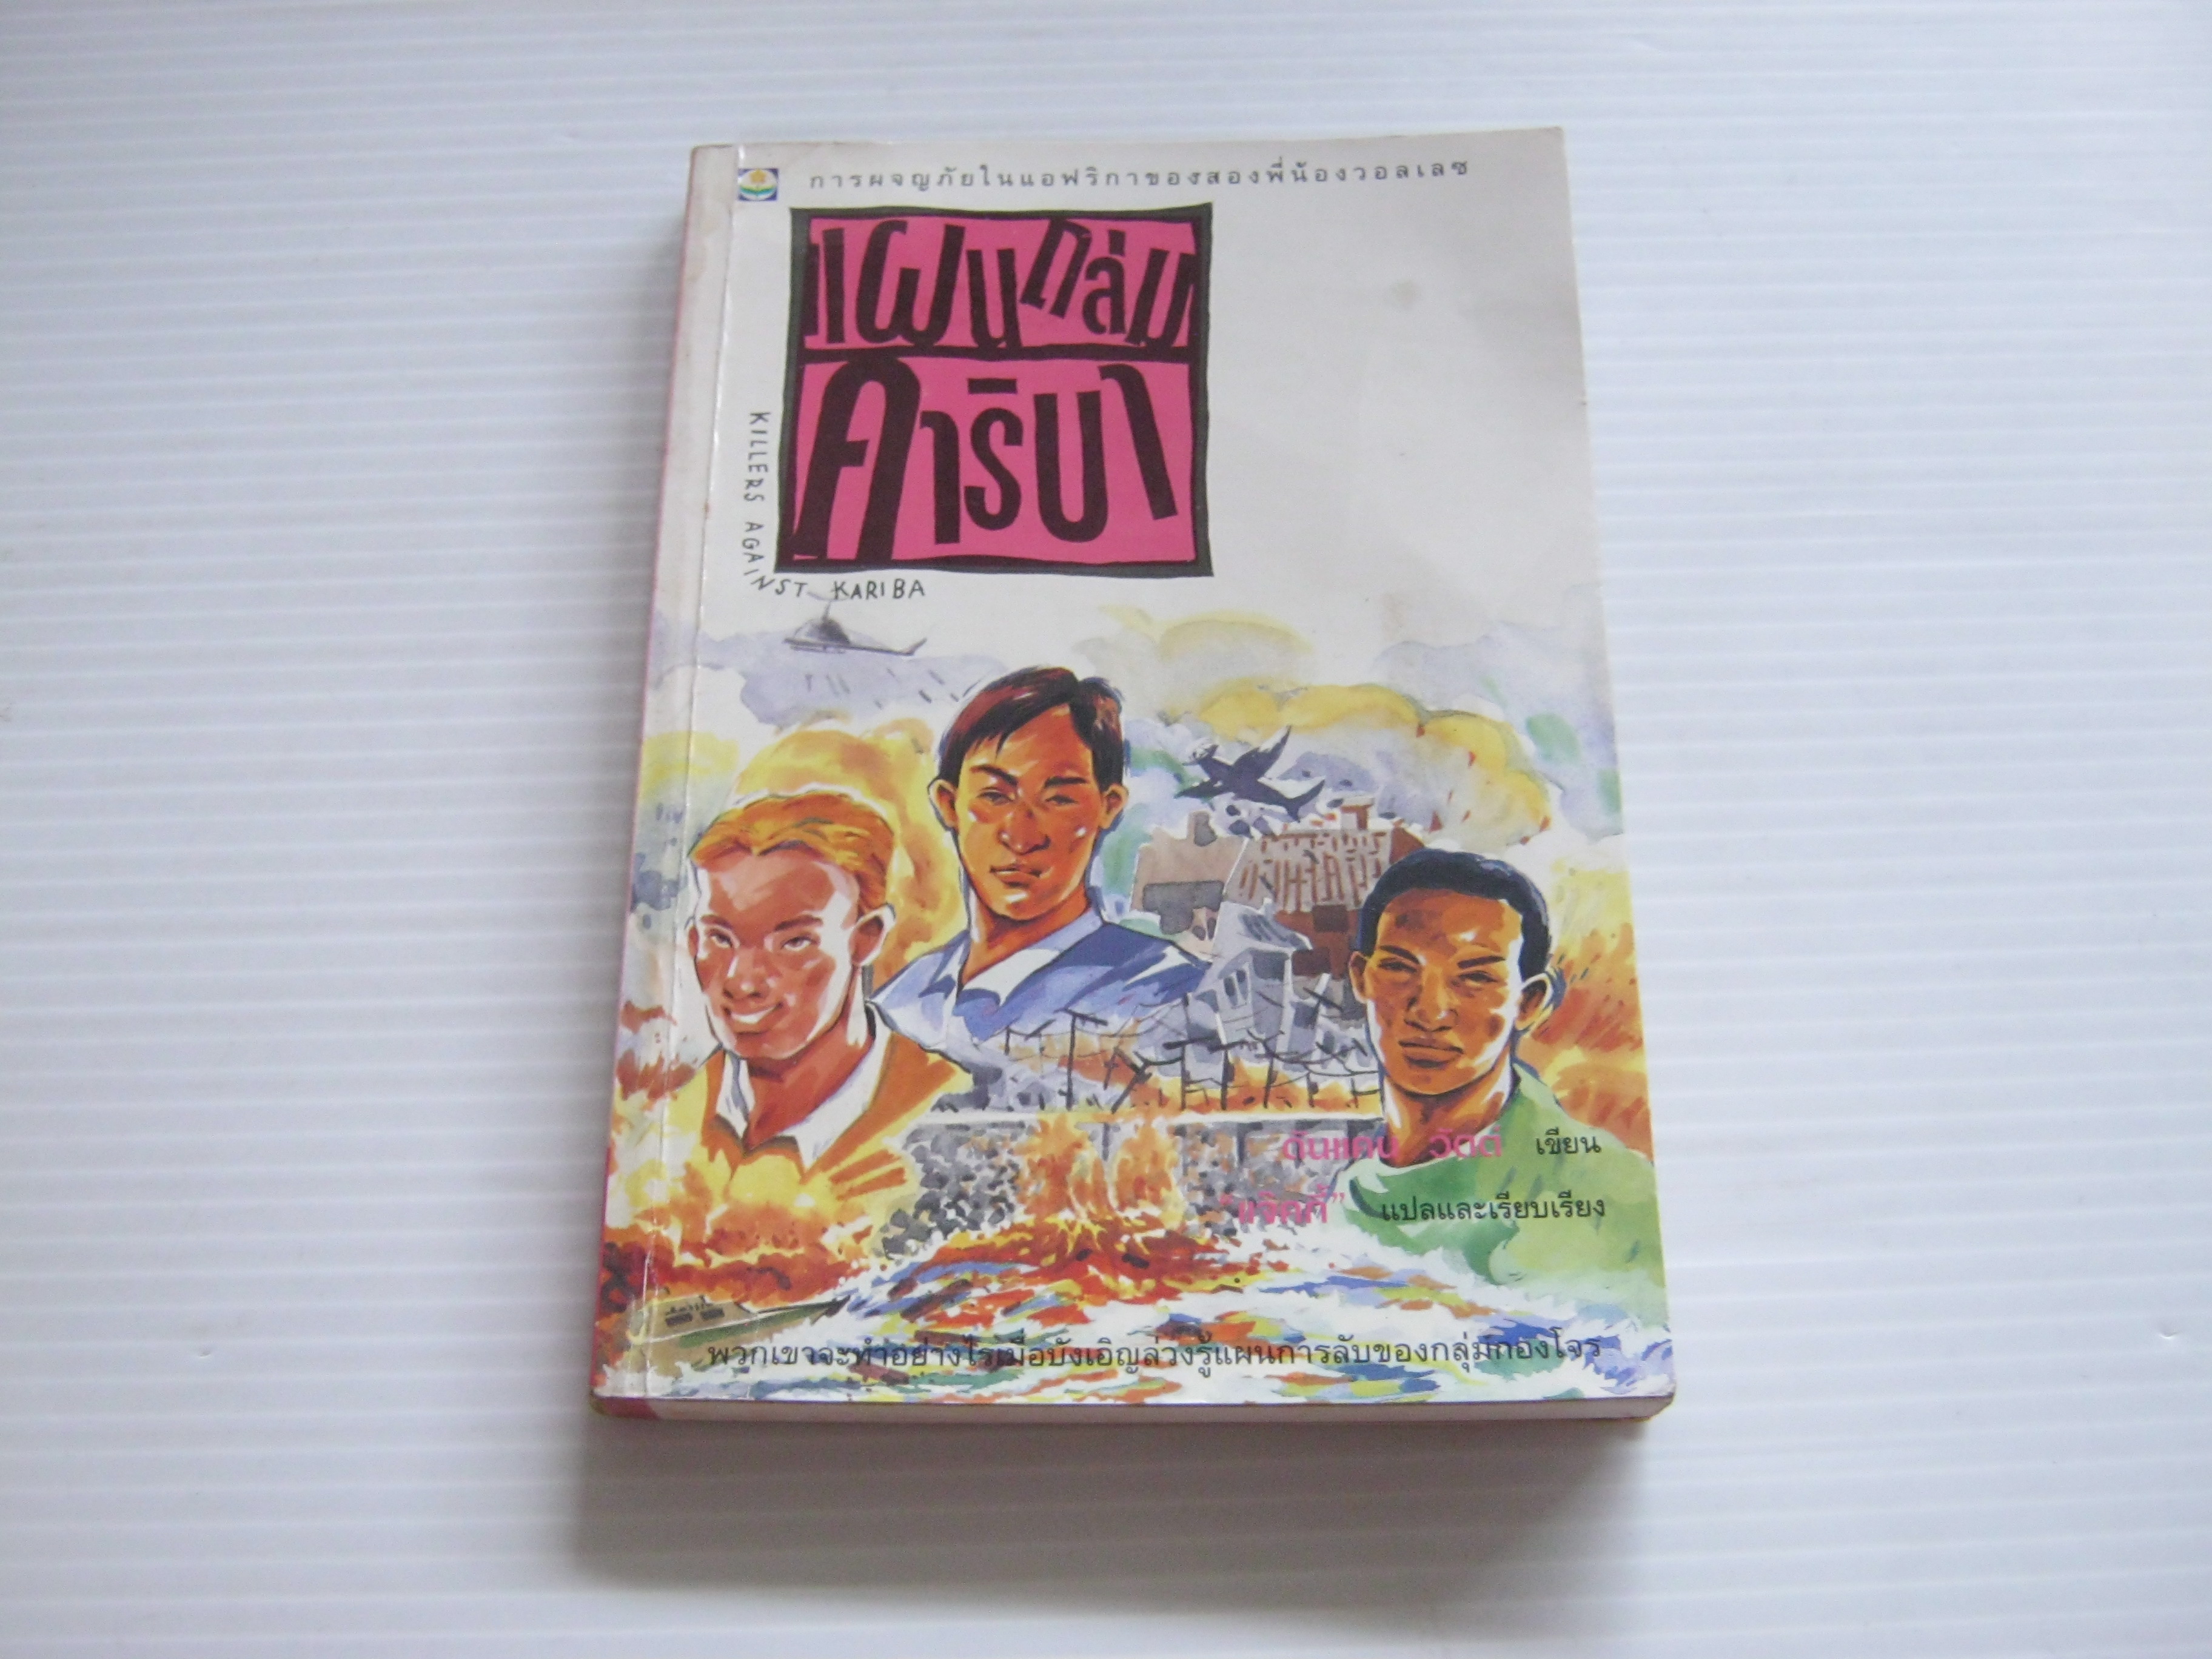 การผจญภัยในแอฟริกาของสองพี่น้องวอลเลซ
แผนถล่ม
คาริบา
KILLERS AGAINST KARIBA
ดันแคน วัตต์ เขียน
"แจ๊คกี้" แปลและเรียบเรียง
พวกเขาจะทำอย่างไรเมื่อบังเอิญล่วงรู้แผนการลับของกลุ่มกองโจร